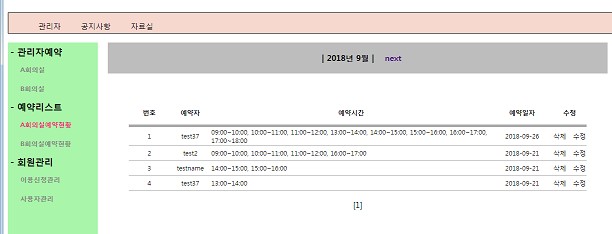 관리자 공지사항 자료실
- 관리자예약
A회의실
B회의실
- 예약리스트
A회의실예약현황
B회의실예약현황
- 회원관리
이용신청관리
사용자관리
| 2018년 9월 | next
번호 예약자 예약시간 예약일자 수정
1 test37 09:00~10:00, 10:00~11:00, 11:00~12:00, 13:00~14:00, 14:00~15:00, 15:00~16:00, 16:00~17:00, 2018-09-26 삭제 수정
17:00~18:00
2 test2 09:00~10:00, 10:00~11:00, 11:00~12:00, 16:00~17:00 2018-09-21 삭제 수정
3 testname 14:00~15:00, 15:00~16:00 2018-09-21 삭제 수정
4 test37 13:00~14:00 2018-09-21 삭제 수정
[1]